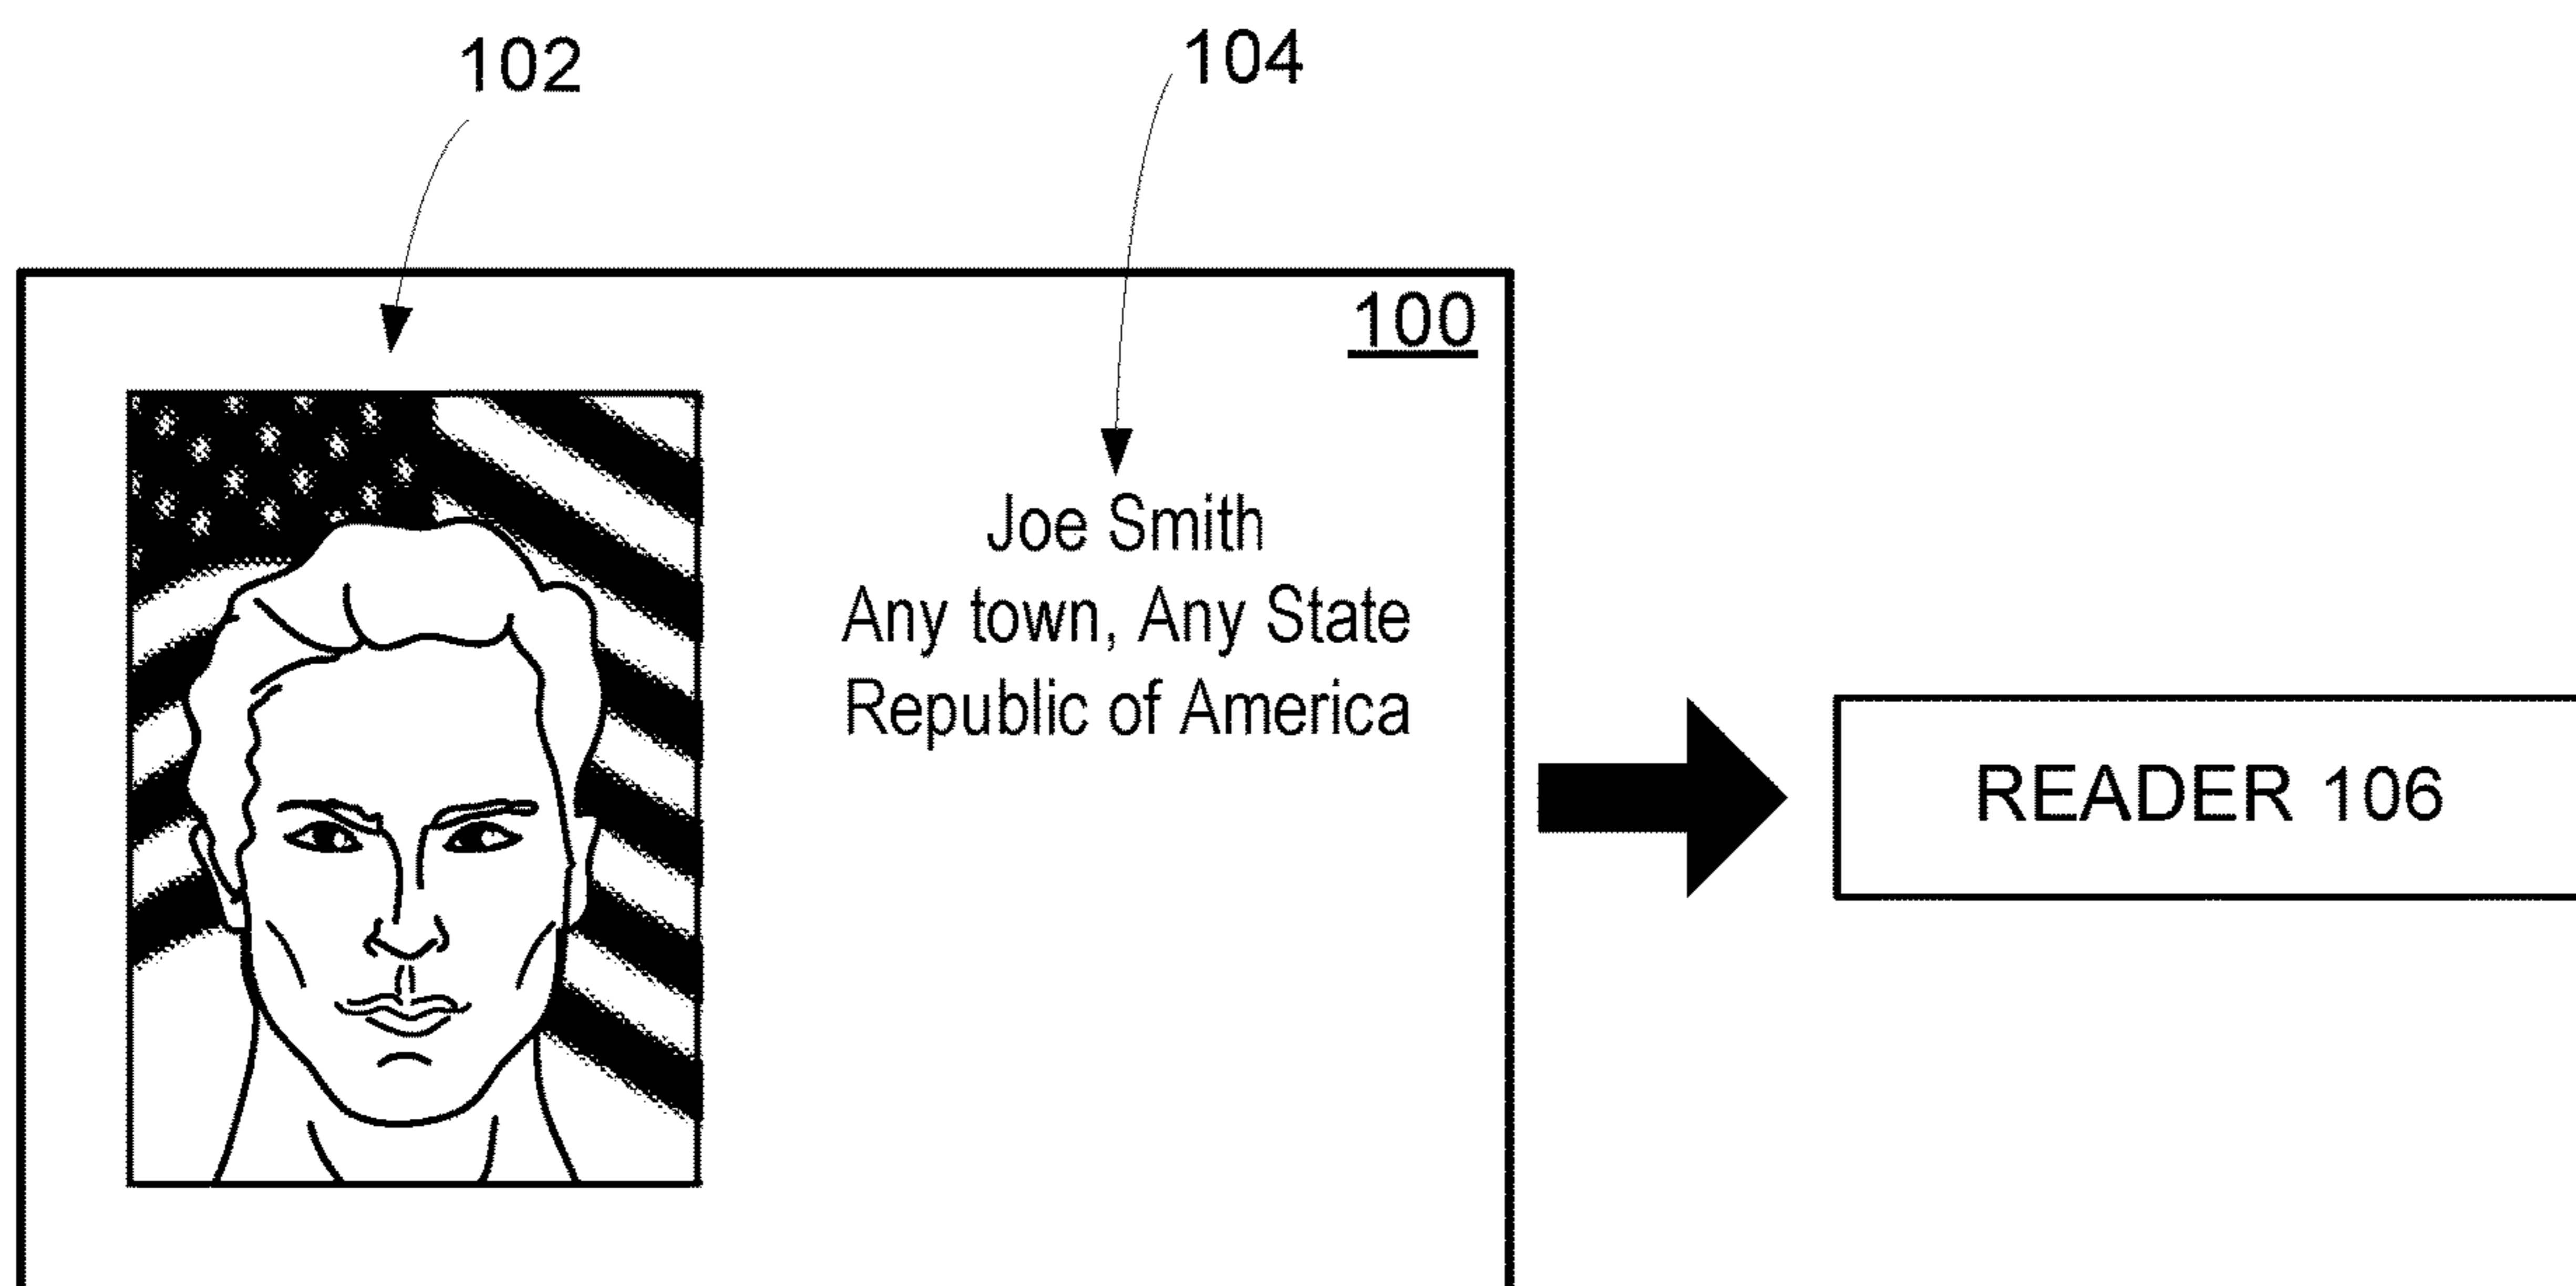 102
104
100
Joe Smith
Any town, Any State
Republic of America
READER 106